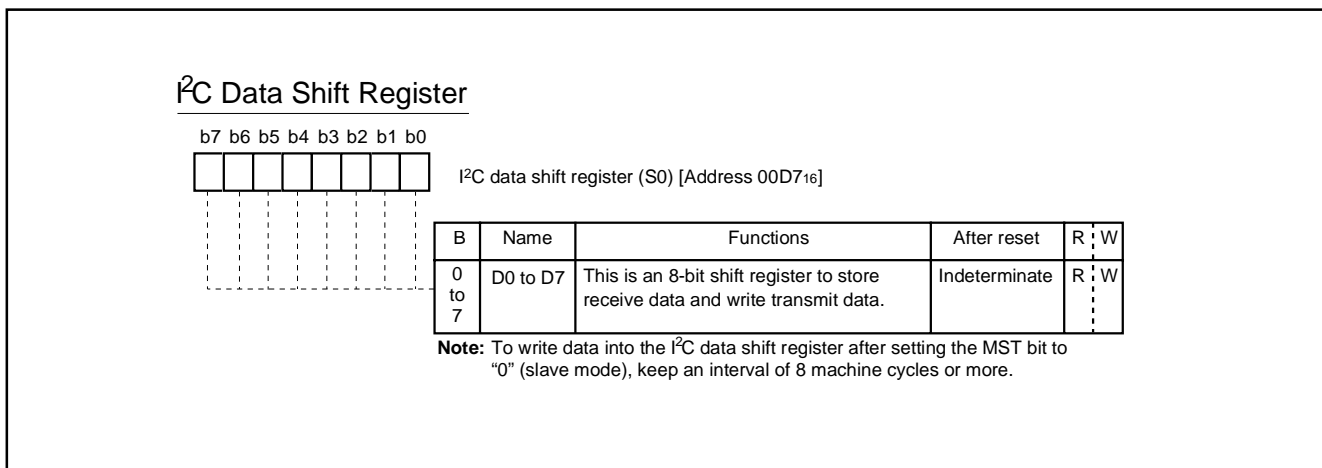 I²C Data Shift Register
b7 b6 b5 b4 b3 b2 b1 b0
I²C data shift register (S0) [Address 00D7₁₆]
B Name Functions After reset R W
0 to 7 D0 to D7 This is an 8-bit shift register to store receive data and write transmit data. Indeterminate R W
Note: To write data into the I²C data shift register after setting the MST bit to
“0” (slave mode), keep an interval of 8 machine cycles or more.